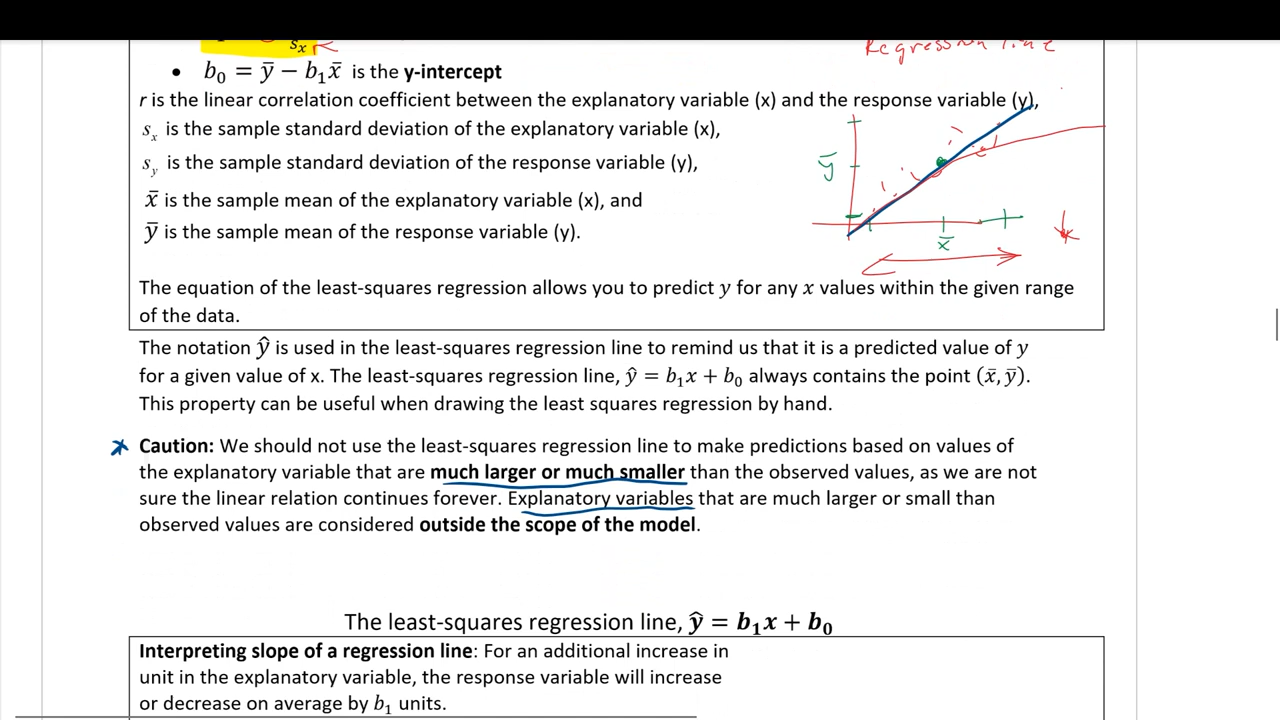 s_x Regression line
• b₀ = ȳ − b₁x̄ is the y-intercept
r is the linear correlation coefficient between the explanatory variable (x) and the response variable (y),
s_x is the sample standard deviation of the explanatory variable (x),
s_y is the sample standard deviation of the response variable (y),
x̄ is the sample mean of the explanatory variable (x), and
ȳ is the sample mean of the response variable (y).
ȳ
x̄
The equation of the least-squares regression allows you to predict y for any x values within the given range
of the data.
The notation ŷ is used in the least-squares regression line to remind us that it is a predicted value of y
for a given value of x. The least-squares regression line, ŷ = b₁x + b₀ always contains the point (x̄, ȳ).
This property can be useful when drawing the least squares regression by hand.
Caution: We should not use the least-squares regression line to make predictions based on values of
the explanatory variable that are much larger or much smaller than the observed values, as we are not
sure the linear relation continues forever. Explanatory variables that are much larger or small than
observed values are considered outside the scope of the model.
The least-squares regression line, ŷ = b₁x + b₀
Interpreting slope of a regression line: For an additional increase in
unit in the explanatory variable, the response variable will increase
or decrease on average by b₁ units.